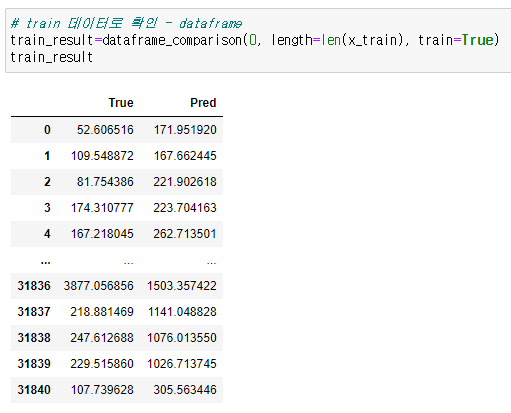 # train 데이터로 확인 - dataframe
train_result=dataframe_comparison(0, length=len(x_train), train=True)
train_result
True Pred
0 52.606516 171.951920
1 109.548872 167.662445
2 81.754386 221.902618
3 174.310777 223.704163
4 167.218045 262.713501
... ... ...
31836 3877.056856 1503.357422
31837 218.881469 1141.048828
31838 247.612688 1076.013550
31839 229.515860 1026.713745
31840 107.739628 305.563446